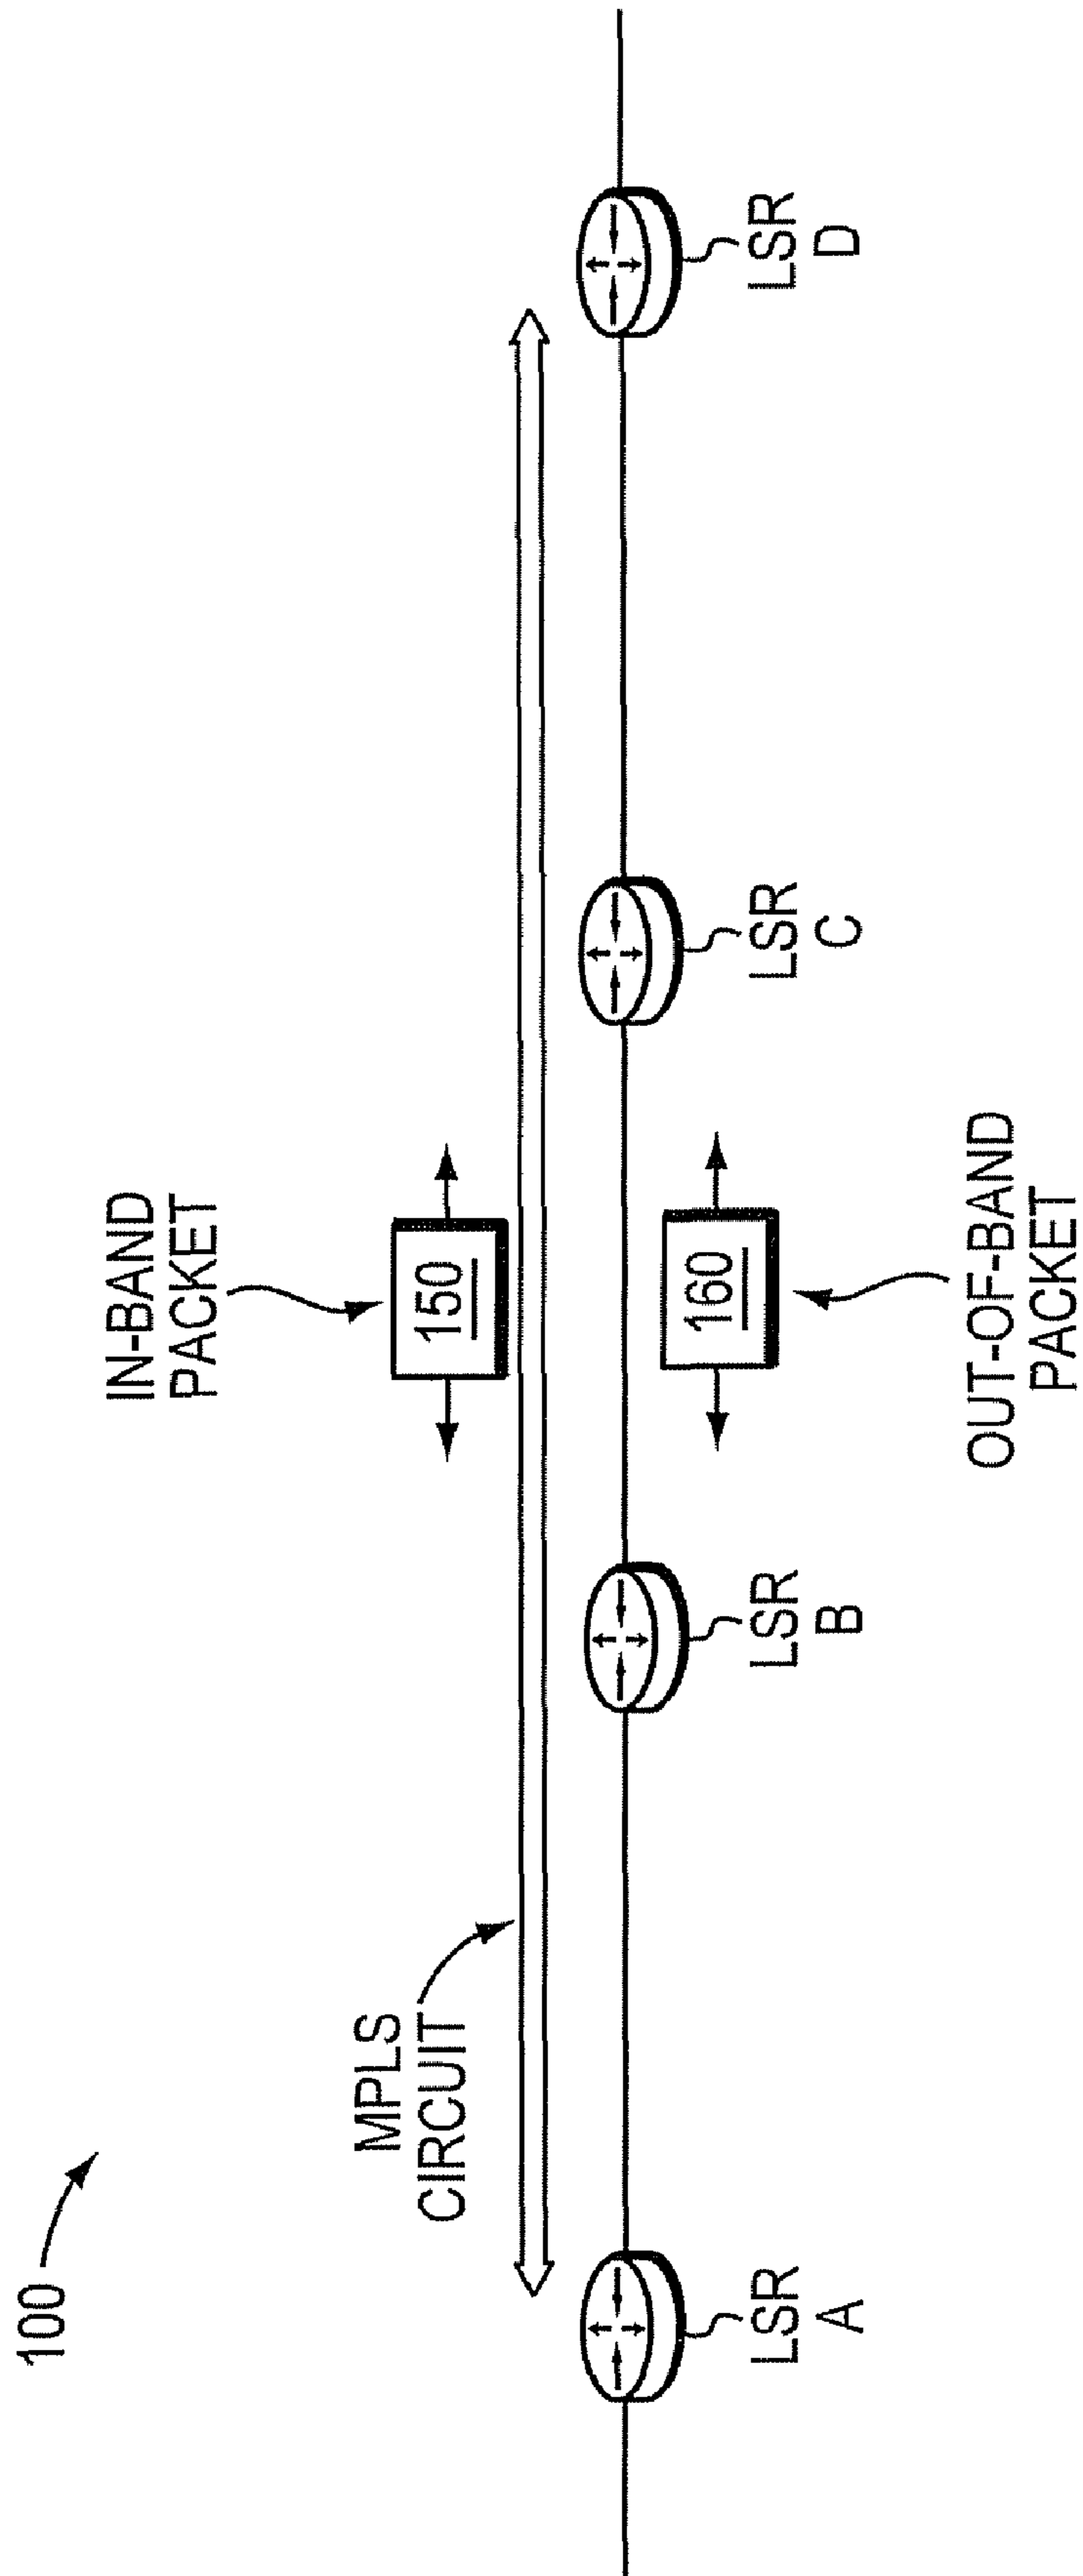 100
MPLS
CIRCUIT
IN-BAND
PACKET
150
160
OUT-OF-BAND
PACKET
LSR
A
LSR
B
LSR
C
LSR
D